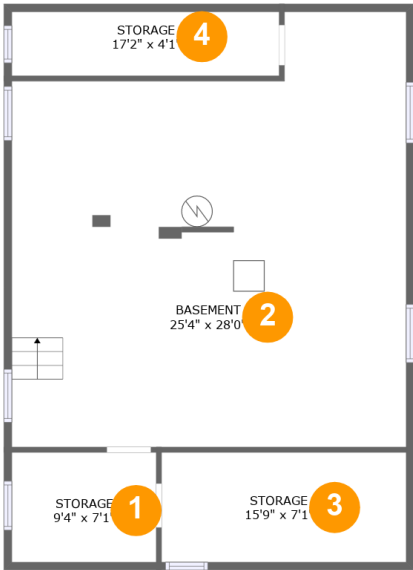 STORAGE
17'2" x 4'1
4
BASEMENT
25'4" x 28'0
2
STORAGE
9'4" x 7'1
1
STORAGE
15'9" x 7'1
3